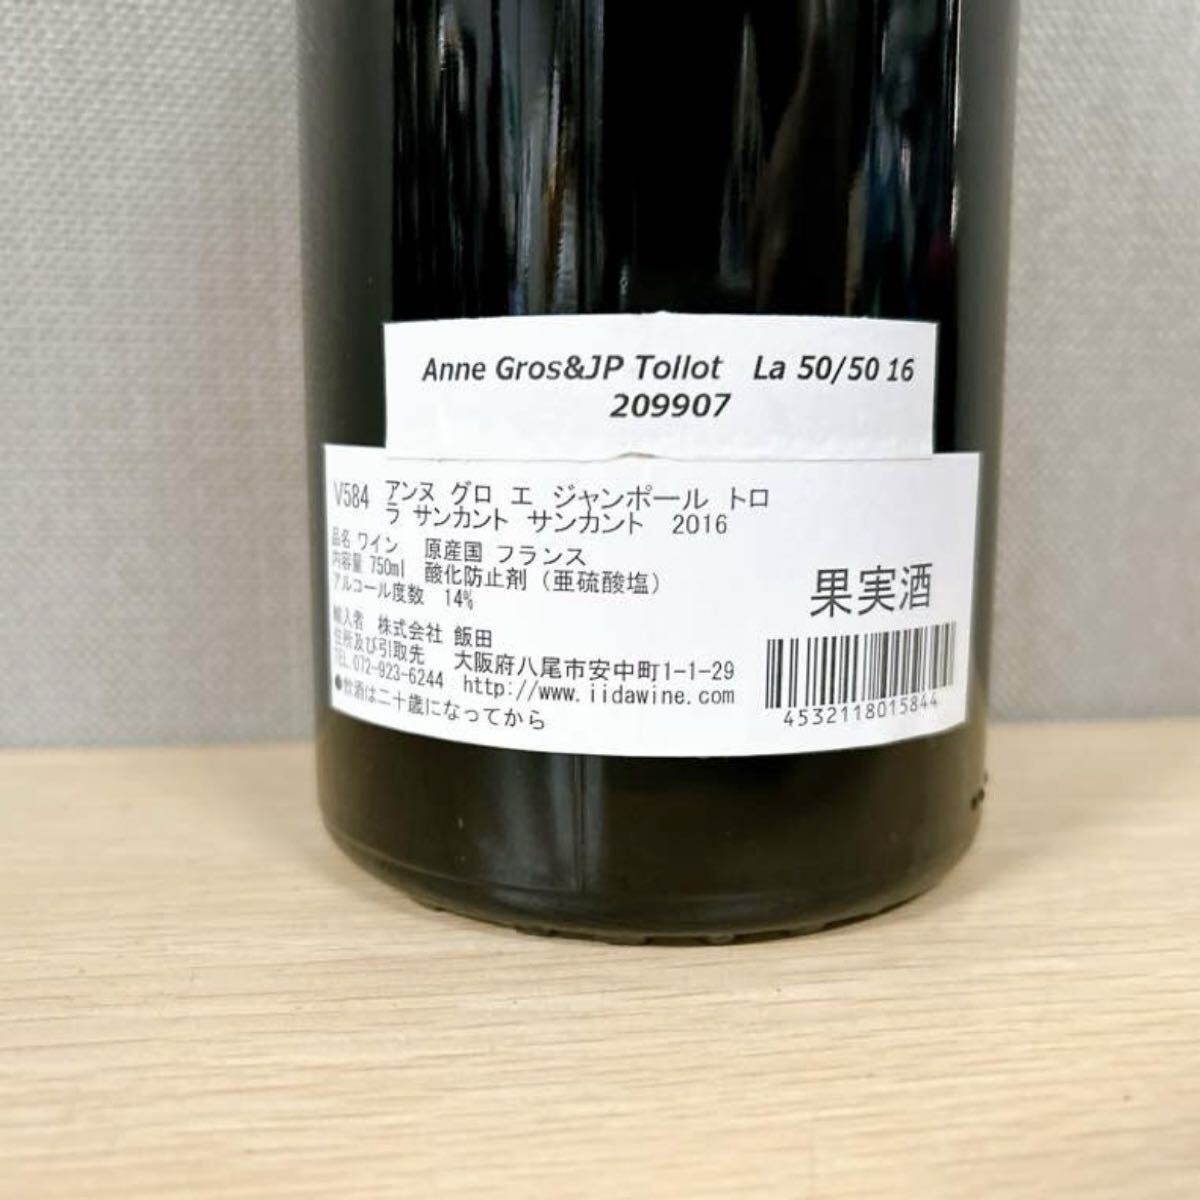 Anne Gros&JP Tollot La 50/50 16
209907
V584 アンヌ グロ エ ジャンポール トロ
ラ サンカント サンカント 2016
品名 ワイン 原産国 フランス
内容量 750ml 酸化防止剤（亜硫酸塩）
アルコール度数 14%
果実酒
輸入者 株式会社 飯田
住所及び引取先 大阪府八尾市安中町1-1-29
TEL.072-923-6244 http://www.iidawine.com
●飲酒は二十歳になってから
4532118015844